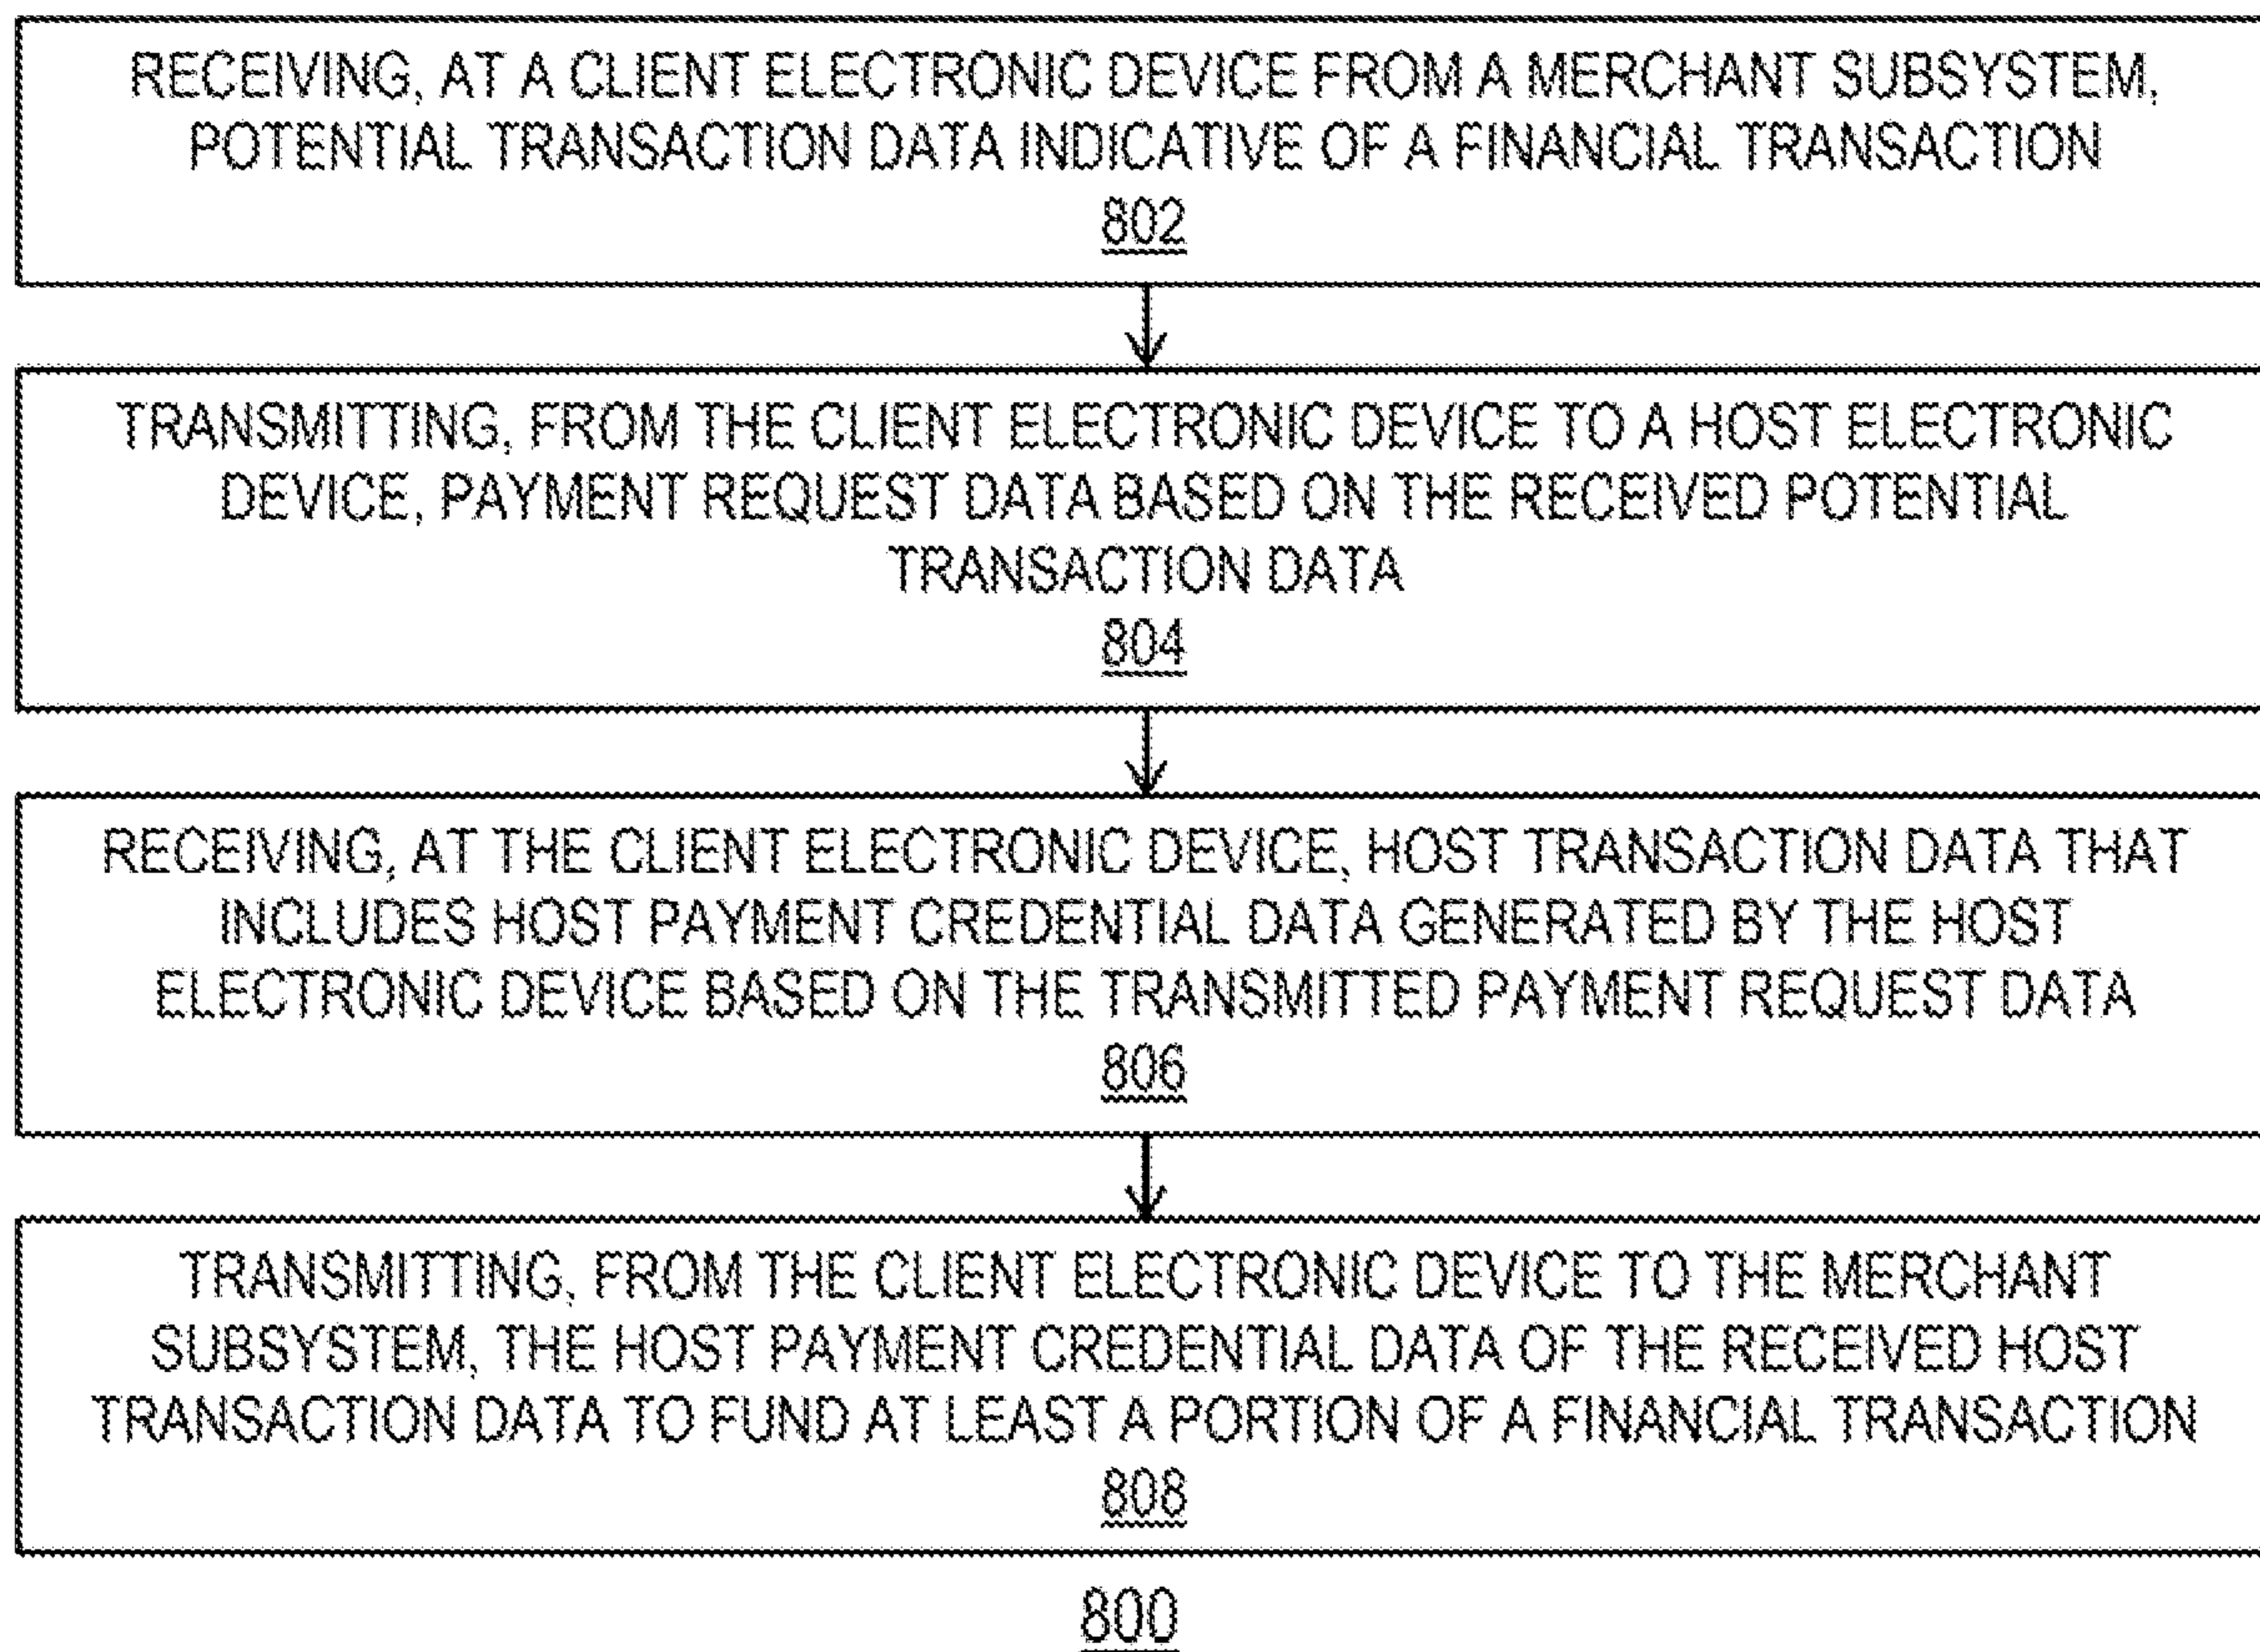 RECEIVING, AT A CLIENT ELECTRONIC DEVICE FROM A MERCHANT SUBSYSTEM,
POTENTIAL TRANSACTION DATA INDICATIVE OF A FINANCIAL TRANSACTION
802
TRANSMITTING, FROM THE CLIENT ELECTRONIC DEVICE TO A HOST ELECTRONIC
DEVICE, PAYMENT REQUEST DATA BASED ON THE RECEIVED POTENTIAL
TRANSACTION DATA
804
RECEIVING, AT THE CLIENT ELECTRONIC DEVICE, HOST TRANSACTION DATA THAT
INCLUDES HOST PAYMENT CREDENTIAL DATA GENERATED BY THE HOST
ELECTRONIC DEVICE BASED ON THE TRANSMITTED PAYMENT REQUEST DATA
806
TRANSMITTING, FROM THE CLIENT ELECTRONIC DEVICE TO THE MERCHANT
SUBSYSTEM, THE HOST PAYMENT CREDENTIAL DATA OF THE RECEIVED HOST
TRANSACTION DATA TO FUND AT LEAST A PORTION OF A FINANCIAL TRANSACTION
808
800